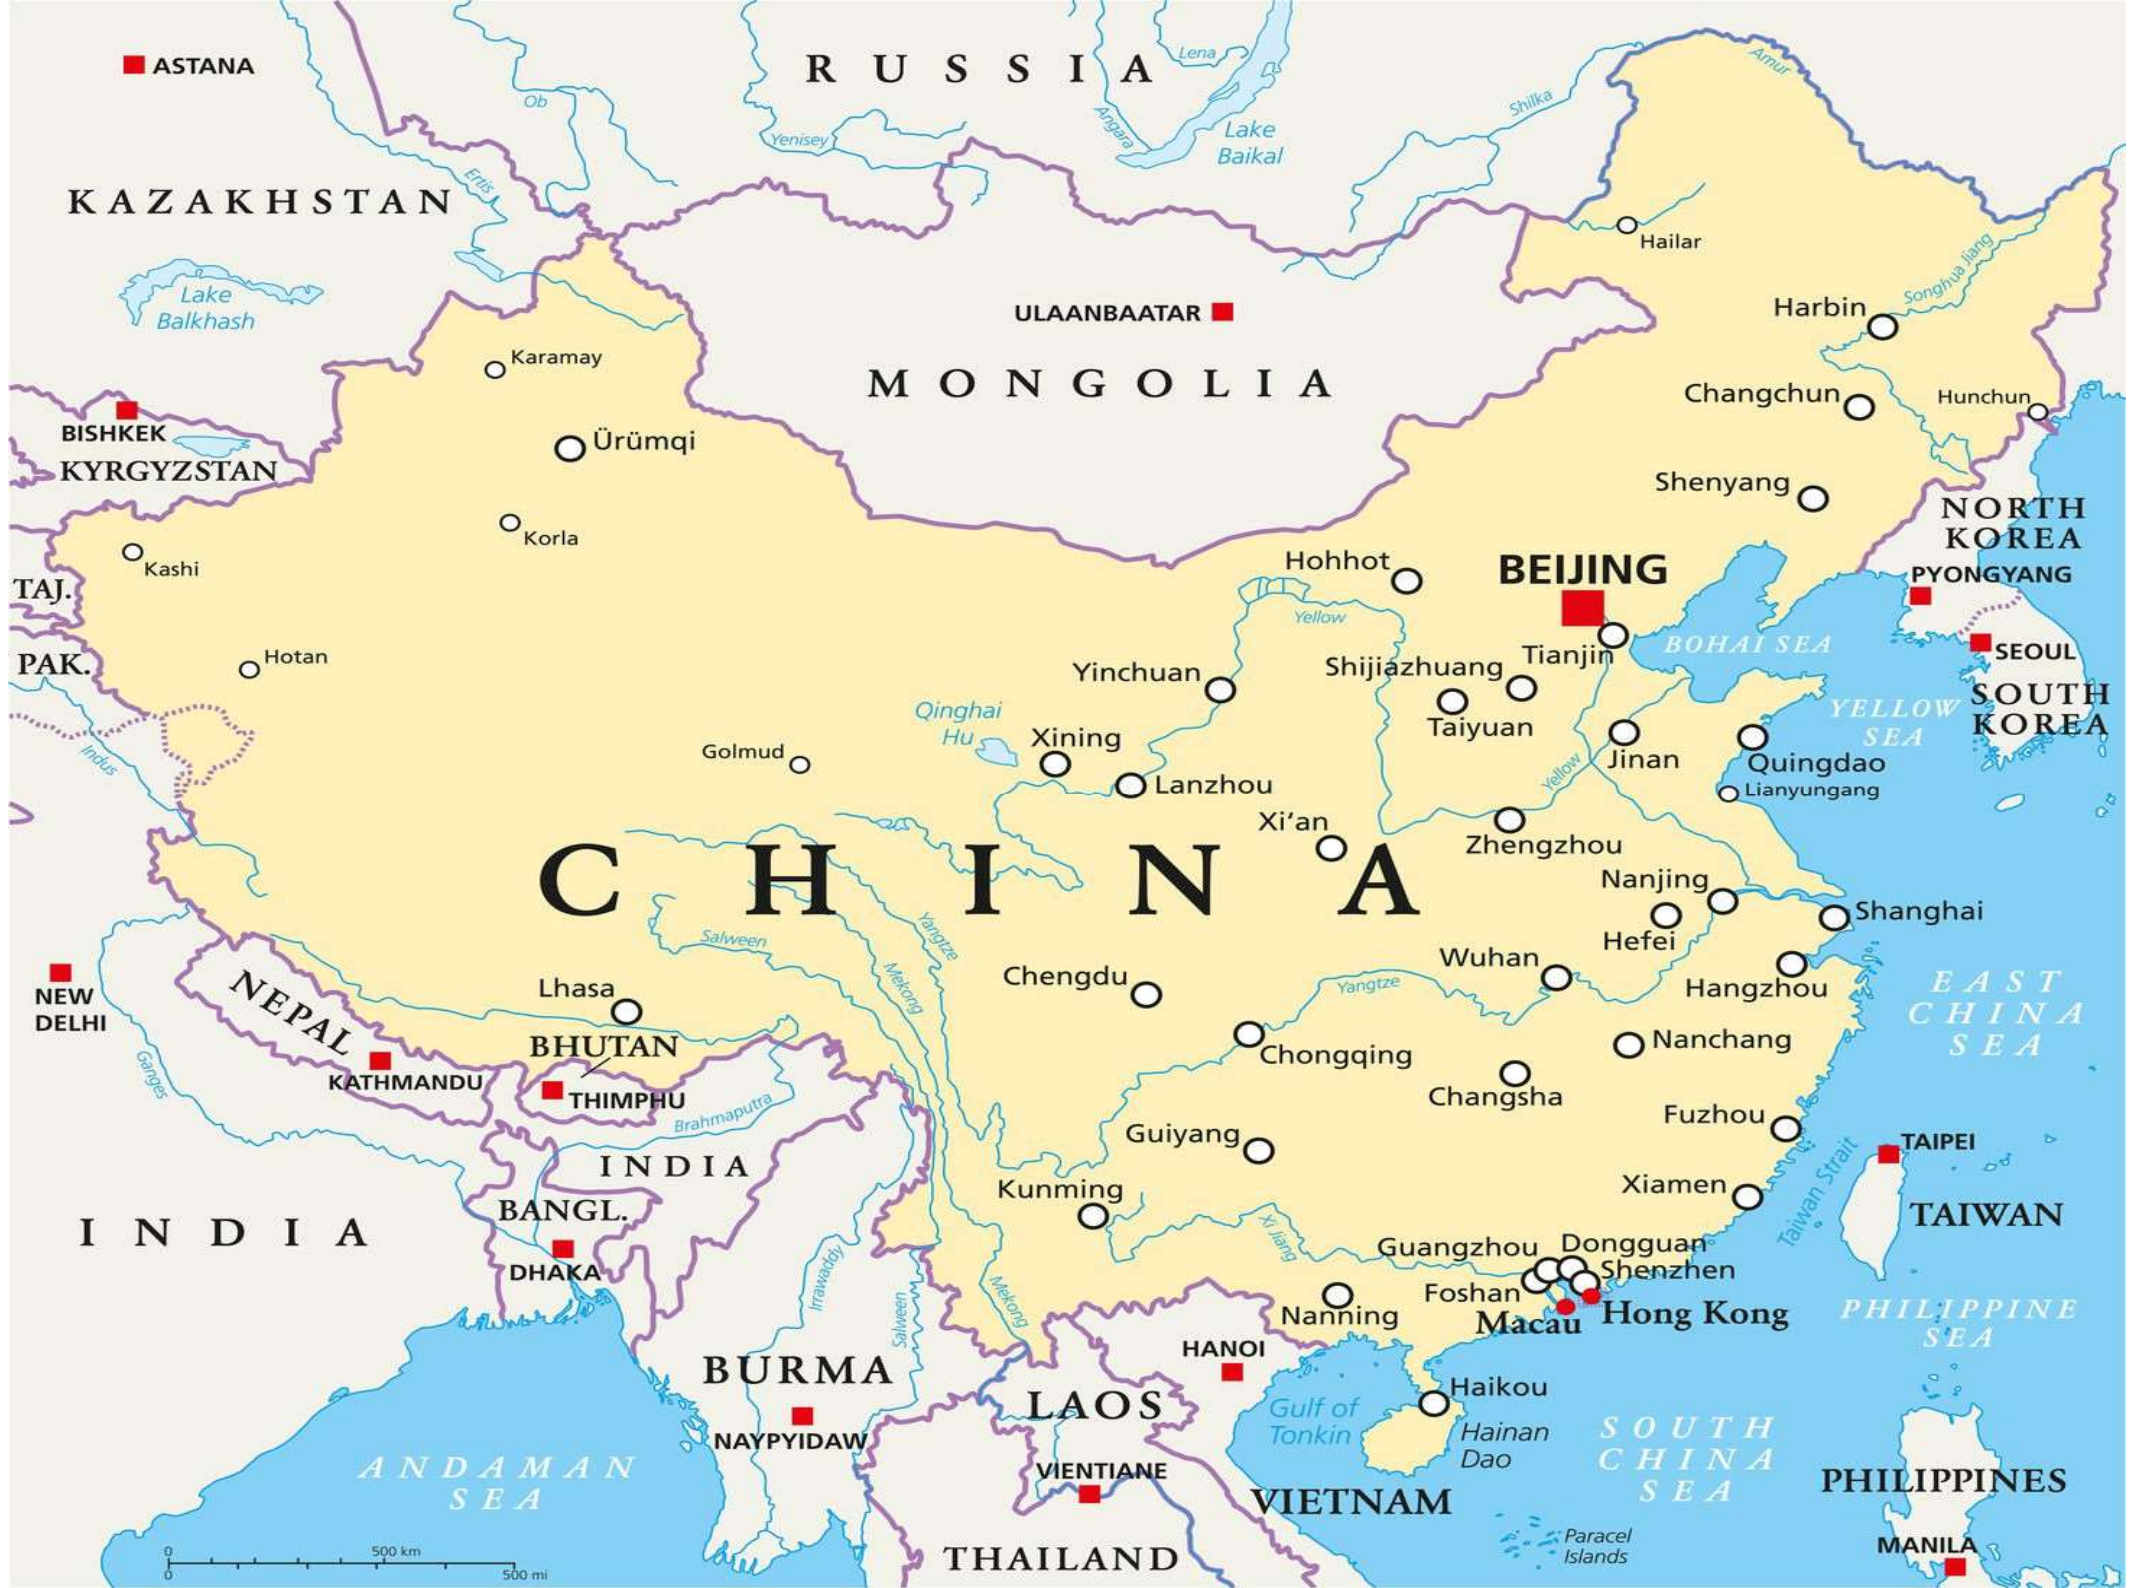 RUSSIA
Lena
Amur
ASTANA
Ob
Shilka
Yenisey
Angara
Lake
Baikal
Ertis
KAZAKHSTAN
Hailar
Songhua Jiang
Lake
Balkhash
ULAANBAATAR
Harbin
Karamay
MONGOLIA
Changchun
Hunchun
BISHKEK
Ürümqi
KYRGYZSTAN
Shenyang
NORTH
KOREA
Korla
Kashi
Hohhot
BEIJING
PYONGYANG
TAJ.
Yellow
BOHAI SEA
SEOUL
PAK.
Hotan
Yinchuan
Shijiazhuang
Tianjin
SOUTH
KOREA
YELLOW
SEA
Qinghai
Hu
Xining
Taiyuan
Golmud
Indus
Jinan
Quingdao
Yellow
Lanzhou
Lianyungang
Xi'an
Zhengzhou
CHINA
Nanjing
Shanghai
Salween
Yangtze
Hefei
Wuhan
Mekong
Chengdu
Yangtze
Hangzhou
EAST
CHINA
SEA
NEW
DELHI
NEPAL
Lhasa
BHUTAN
Chongqing
Nanchang
Ganges
KATHMANDU
THIMPHU
Changsha
Brahmaputra
Fuzhou
Guiyang
TAIPEI
INDIA
Kunming
Xiamen
Taiwan Strait
BANGL.
TAIWAN
INDIA
Xi Jiang
Guangzhou
Dongguan
DHAKA
Irrawaddy
Salween
Mekong
Shenzhen
Foshan
Nanning
Macau
Hong Kong
PHILIPPINE
SEA
HANOI
BURMA
LAOS
Haikou
Gulf of
Tonkin
Hainan
Dao
SOUTH
CHINA
SEA
NAYPYIDAW
ANDAMAN
SEA
VIENTIANE
VIETNAM
PHILIPPINES
Paracel
Islands
MANILA
THAILAND
0
500 km
0
500 mi